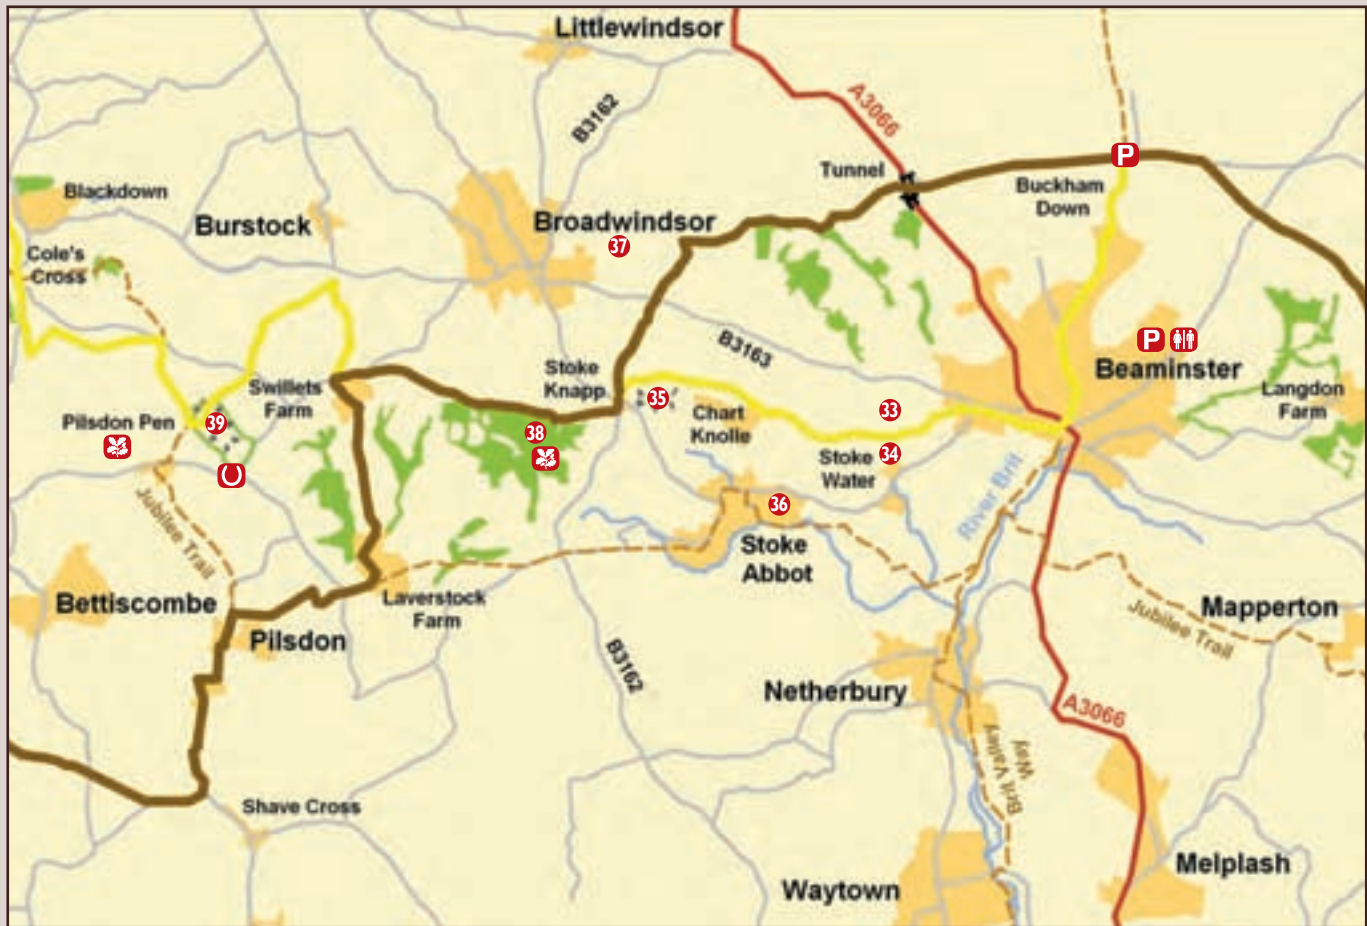 Littlewindsor
A3066
B3162
P
Tunnel
Buckham
Down
Blackdown
Burstock
Broadwindsor
37
Cole's
Cross
B3163
P
Beaminster
Stoke
Knapp
Swillets
Farm
Langdon
Farm
35
Chart
Knolle
33
Pilsdon Pen
39
38
Stoke
Water
34
Jubilee Trail
36
River Brit
Stoke
Abbot
Bettiscombe
Laverstock
Farm
Mapperton
Jubilee Trail
Pilsdon
B3162
Netherbury
A3066
Brit Valley
Way
Shave Cross
Melplash
Waytown